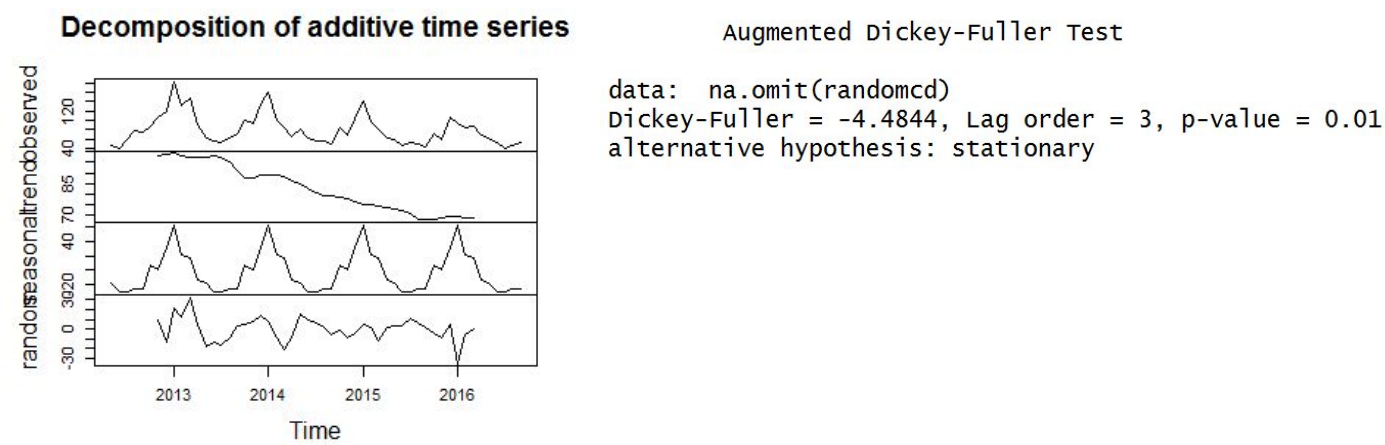 Decomposition of additive time series
observed
40 120
trend
70 85
seasonal
-20 40
random
-30 0 30
2013 2014 2015 2016
Time
Augmented Dickey-Fuller Test
data: na.omit(randomcd)
Dickey-Fuller = -4.4844, Lag order = 3, p-value = 0.01
alternative hypothesis: stationary